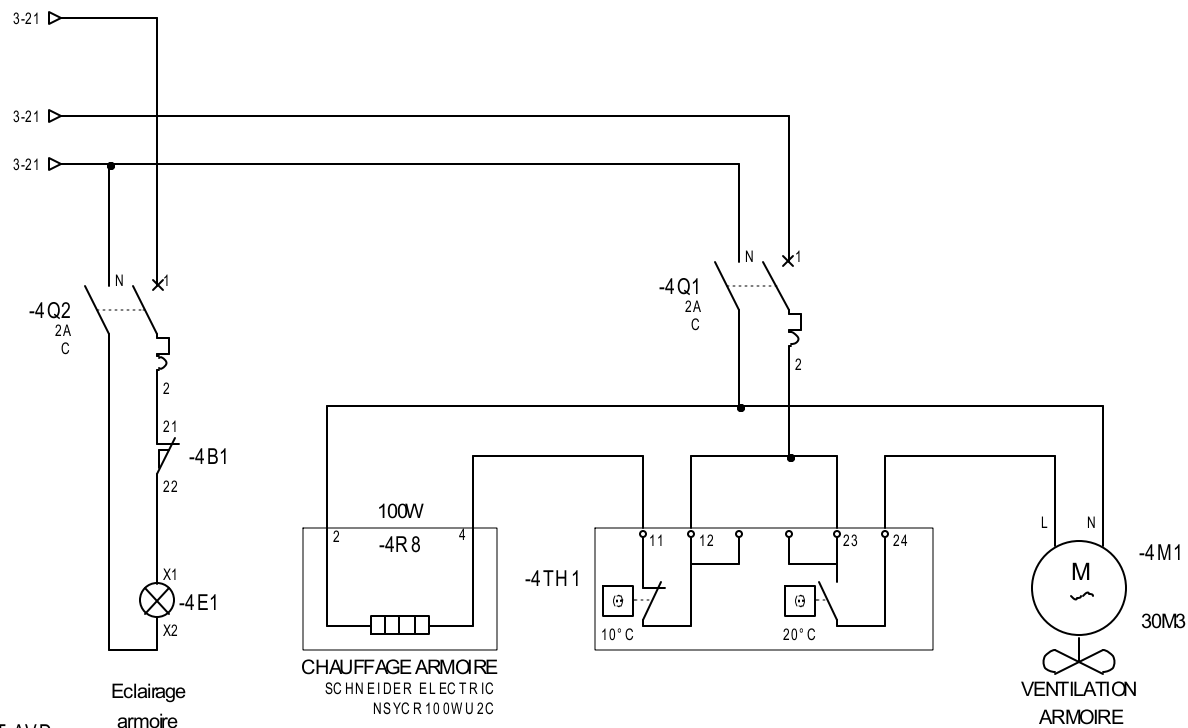 3-21
3-21
3-21
N 1
-4Q2
2A
C
2
21
-4B1
22
X1
-4E1
X2
Eclairage
armoire
N 1
-4Q1
2A
C
2
100W
2 4
-4R8
CHAUFFAGE ARMOIRE
SCHNEIDER ELECTRIC
NSYCR100WU2C
11 12 23 24
-4TH1
10°C 20°C
L N
-4M1
M
30M3
VENTILATION
ARMOIRE